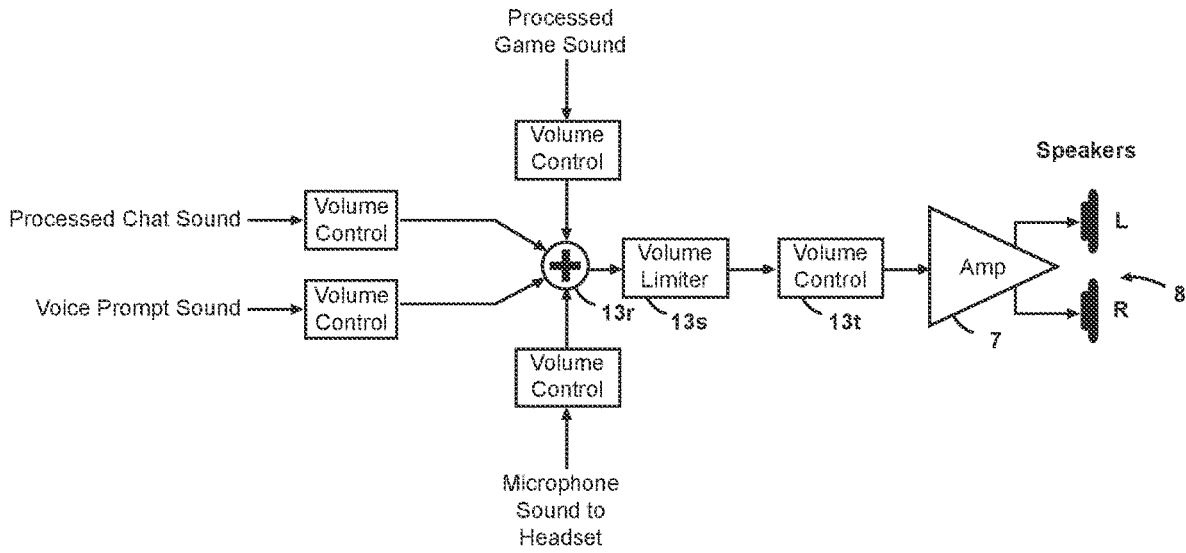 Processed
Game Sound
Volume
Control
Speakers
Processed Chat Sound
Volume
Control
L
Volume
Limiter
Volume
Control
Amp
Voice Prompt Sound
Volume
Control
13r
13s
13t
7
R
8
Volume
Control
Microphone
Sound to
Headset